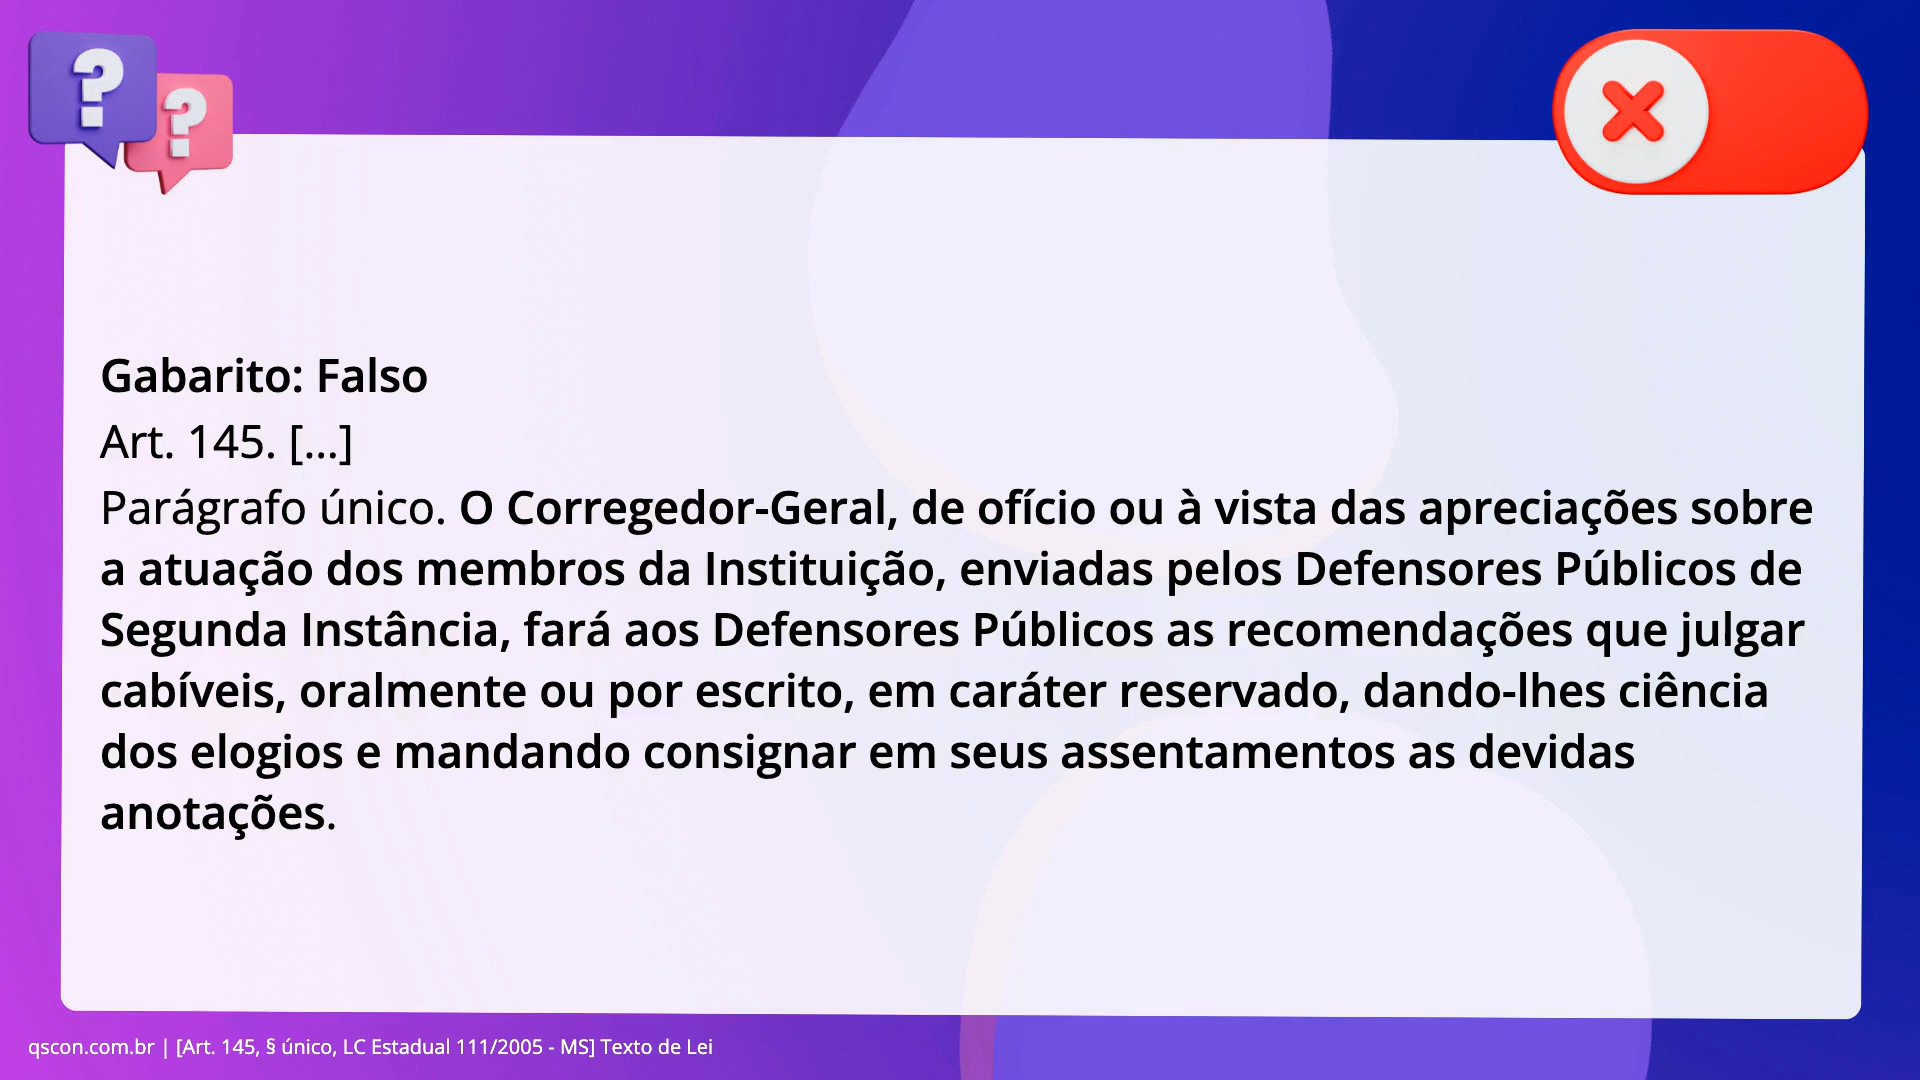 Gabarito: Falso
Art. 145. [...]
Parágrafo único. O Corregedor-Geral, de ofício ou à vista das apreciações sobre
a atuação dos membros da Instituição, enviadas pelos Defensores Públicos de
Segunda Instância, fará aos Defensores Públicos as recomendações que julgar
cabíveis, oralmente ou por escrito, em caráter reservado, dando-lhes ciência
dos elogios e mandando consignar em seus assentamentos as devidas
anotações.
qscon.com.br | [Art. 145, § único, LC Estadual 111/2005 - MS] Texto de Lei